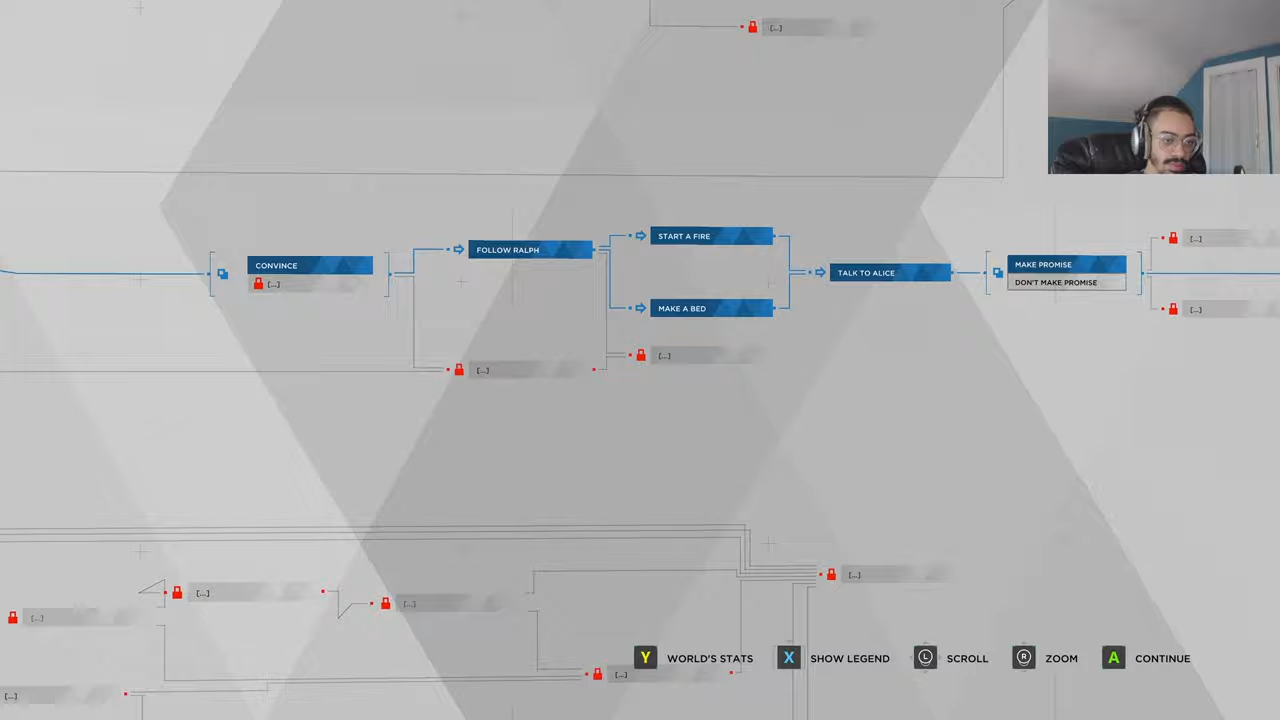 [...]
CONVINCE
[...]
FOLLOW RALPH
[...]
START A FIRE
MAKE A BED
[...]
TALK TO ALICE
MAKE PROMISE
DON'T MAKE PROMISE
[...]
[...]
[...]
[...]
[...]
[...]
[...]
[...]
Y WORLD'S STATS
X SHOW LEGEND
L SCROLL
R ZOOM
A CONTINUE